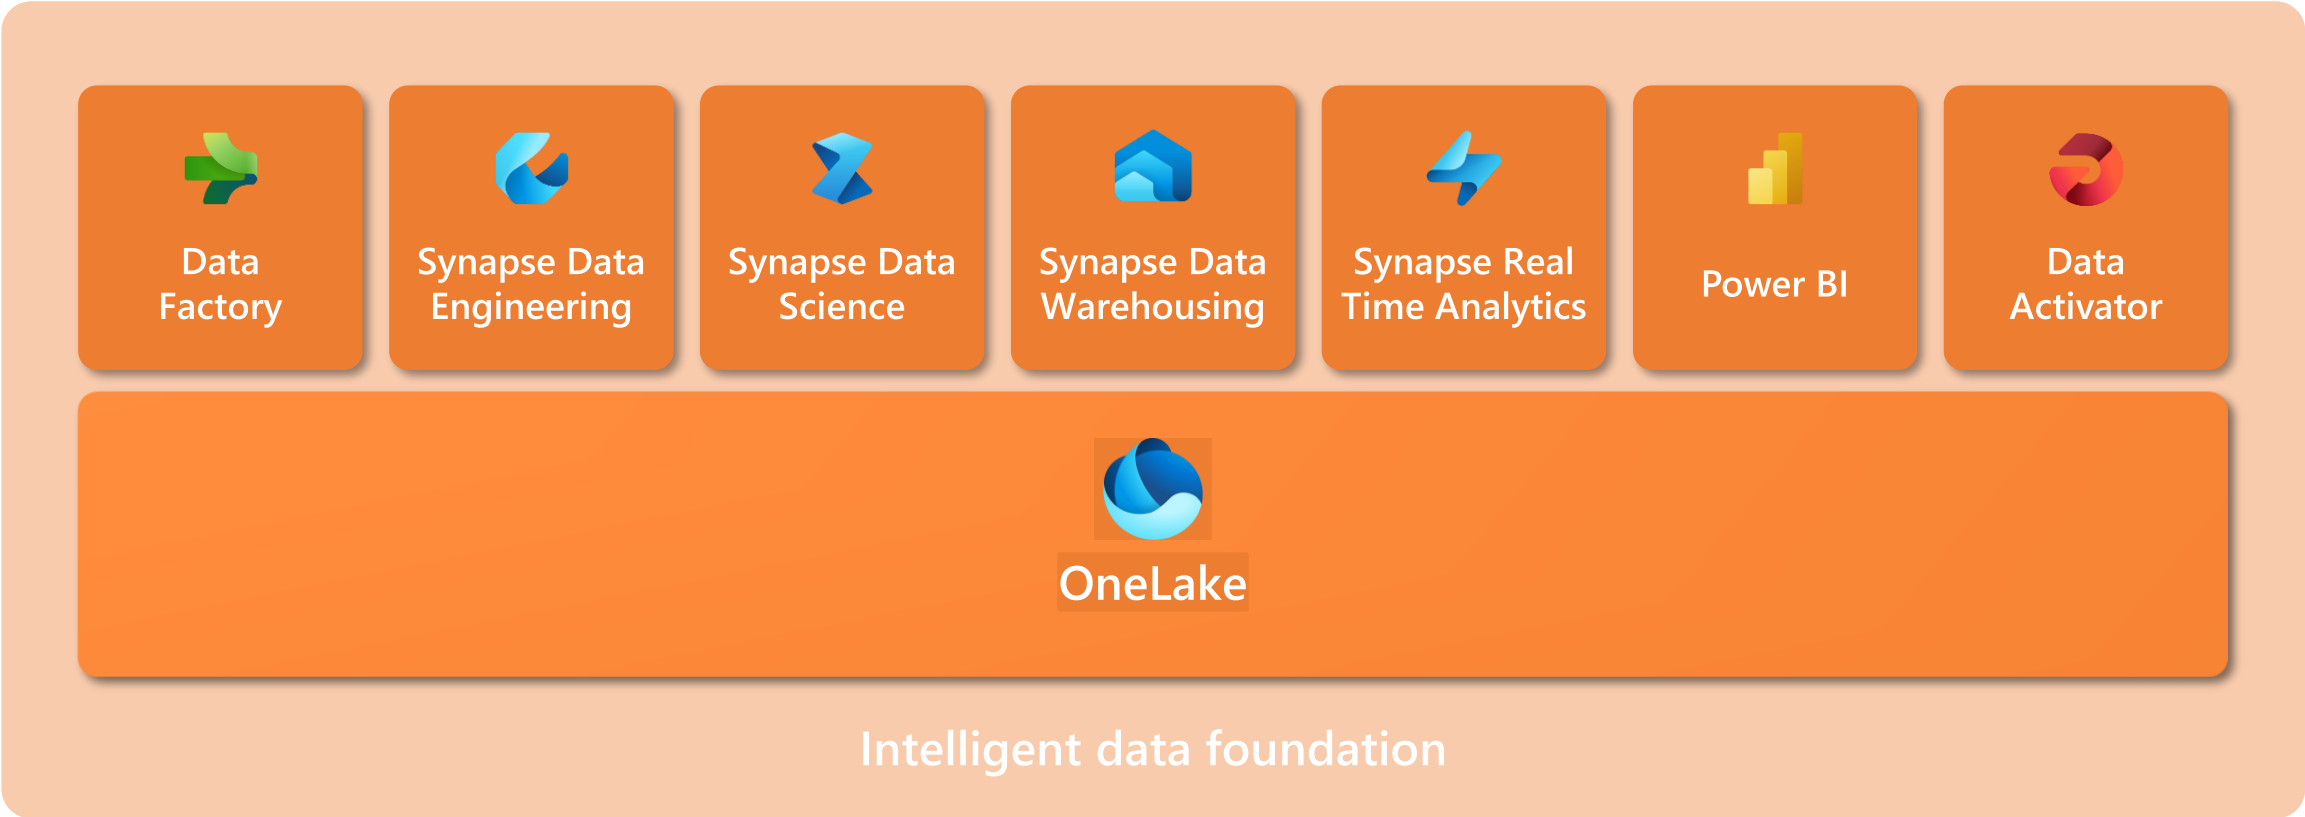 Data
Factory
Synapse Data
Engineering
Synapse Data
Science
Synapse Data
Warehousing
Synapse Real
Time Analytics
Power BI
Data
Activator
OneLake
Intelligent data foundation